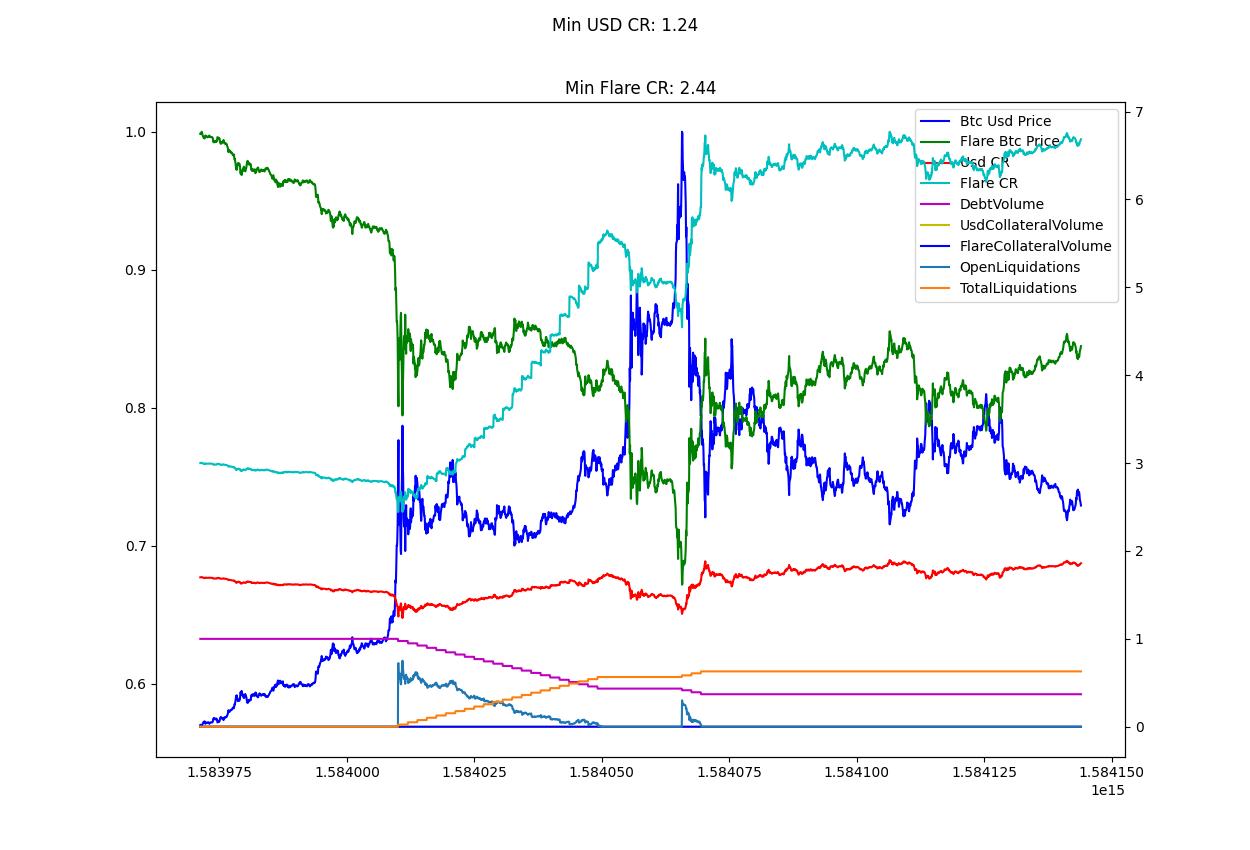 Min USD CR: 1.24
Min Flare CR: 2.44
1.0
0.9
0.8
0.7
0.6
7
6
5
4
3
2
1
0
Btc Usd Price
Flare Btc Price
Usd CR
Flare CR
DebtVolume
UsdCollateralVolume
FlareCollateralVolume
OpenLiquidations
TotalLiquidations
1.583975 1.584000 1.584025 1.584050 1.584075 1.584100 1.584125 1.584150
1e15